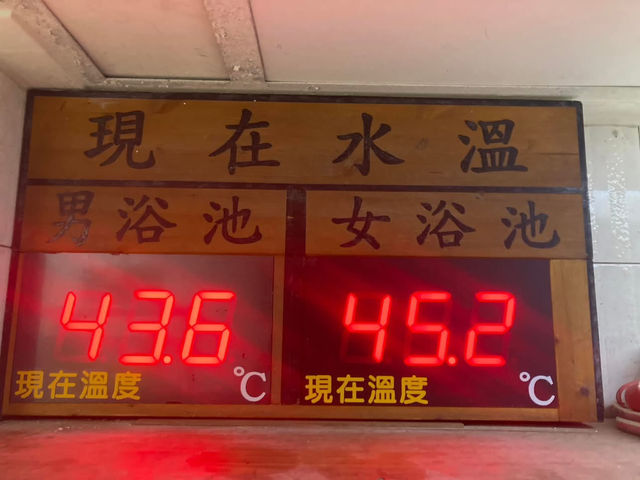 現在水溫
男浴池
女浴池
43.6
現在溫度
℃
45.2
現在溫度
℃